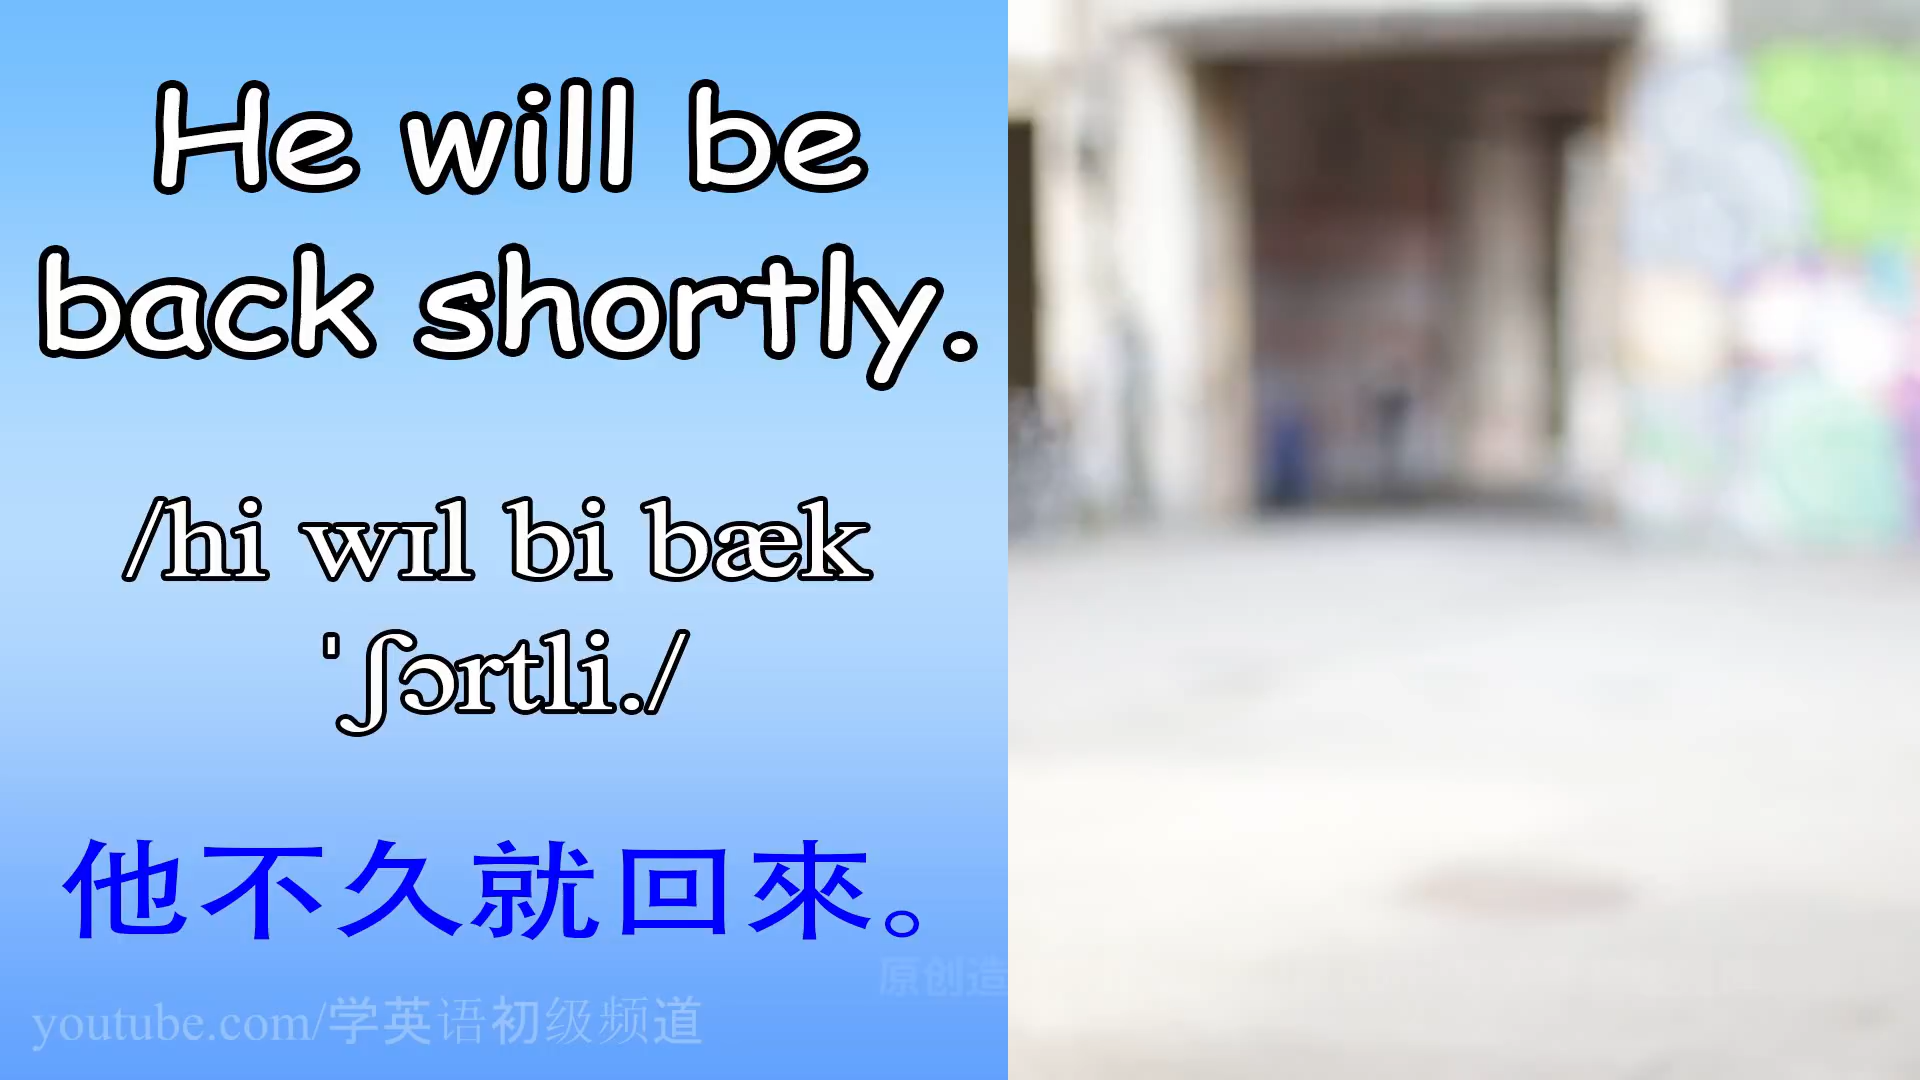 He will be
back shortly.
/hi wɪl bi bæk
ˈʃɔrtli./
他不久就回來。
原创造
youtube.com/学英语初级频道